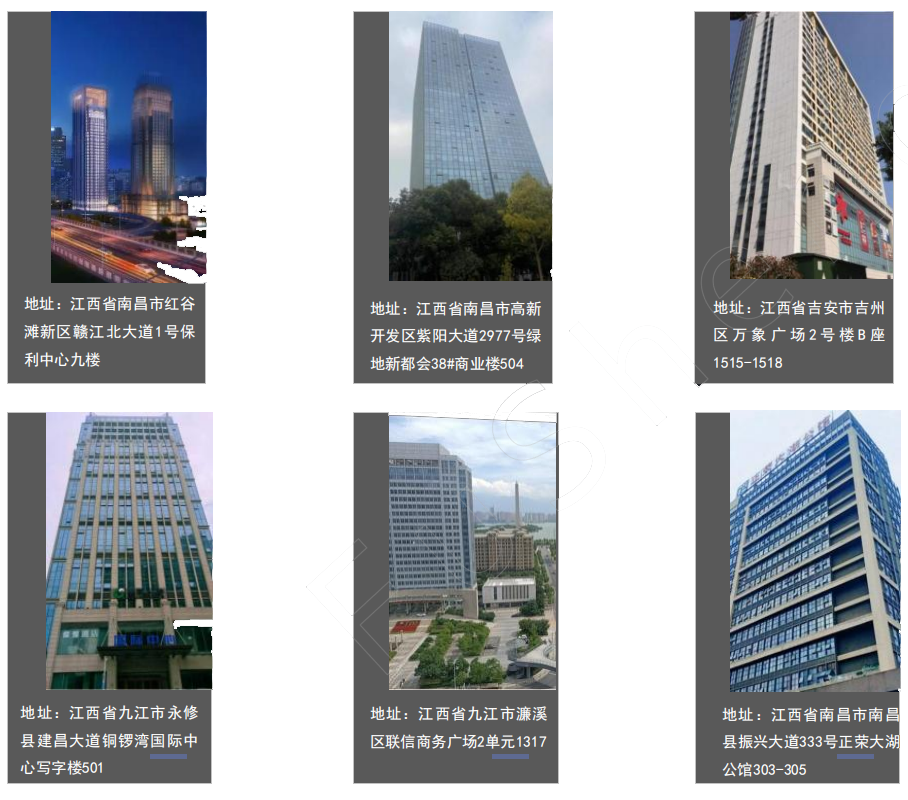 地址：江西省南昌市红谷
滩新区赣江北大道1号保
利中心九楼
地址：江西省南昌市高新
开发区紫阳大道2977号绿
地新都会38#商业楼504
地址：江西省吉安市吉州
区万象广场2号楼B座
1515-1518
国际中心
地址：江西省九江市永修
县建昌大道铜锣湾国际中
心写字楼501
地址：江西省九江市濂溪
区联信商务广场2单元1317
地址：江西省南昌市南昌
县振兴大道333号正荣大湖
公馆303-305